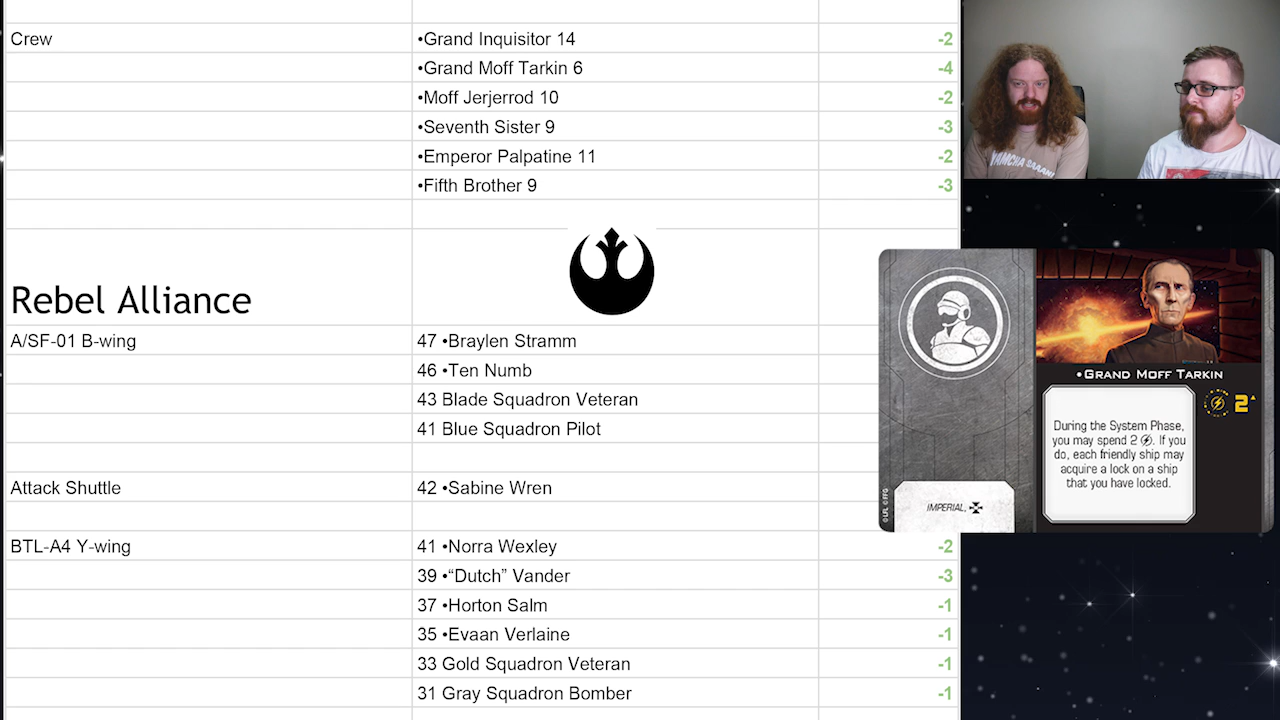 Crew •Grand Inquisitor 14 -2
•Grand Moff Tarkin 6 -4
•Moff Jerjerrod 10 -2
•Seventh Sister 9 -3
•Emperor Palpatine 11 -2
•Fifth Brother 9 -3
Rebel Alliance
A/SF-01 B-wing 47 •Braylen Stramm
46 •Ten Numb
43 Blade Squadron Veteran
41 Blue Squadron Pilot
Attack Shuttle 42 •Sabine Wren
BTL-A4 Y-wing 41 •Norra Wexley -2
39 •“Dutch” Vander -3
37 •Horton Salm -1
35 •Evaan Verlaine -1
33 Gold Squadron Veteran -1
31 Gray Squadron Bomber -1
YAMCHA SAAAN!
•Grand Moff Tarkin
2
During the System Phase,
you may spend 2 . If you
do, each friendly ship may
acquire a lock on a ship
that you have locked.
IMPERIAL,
©LFL ©FFG